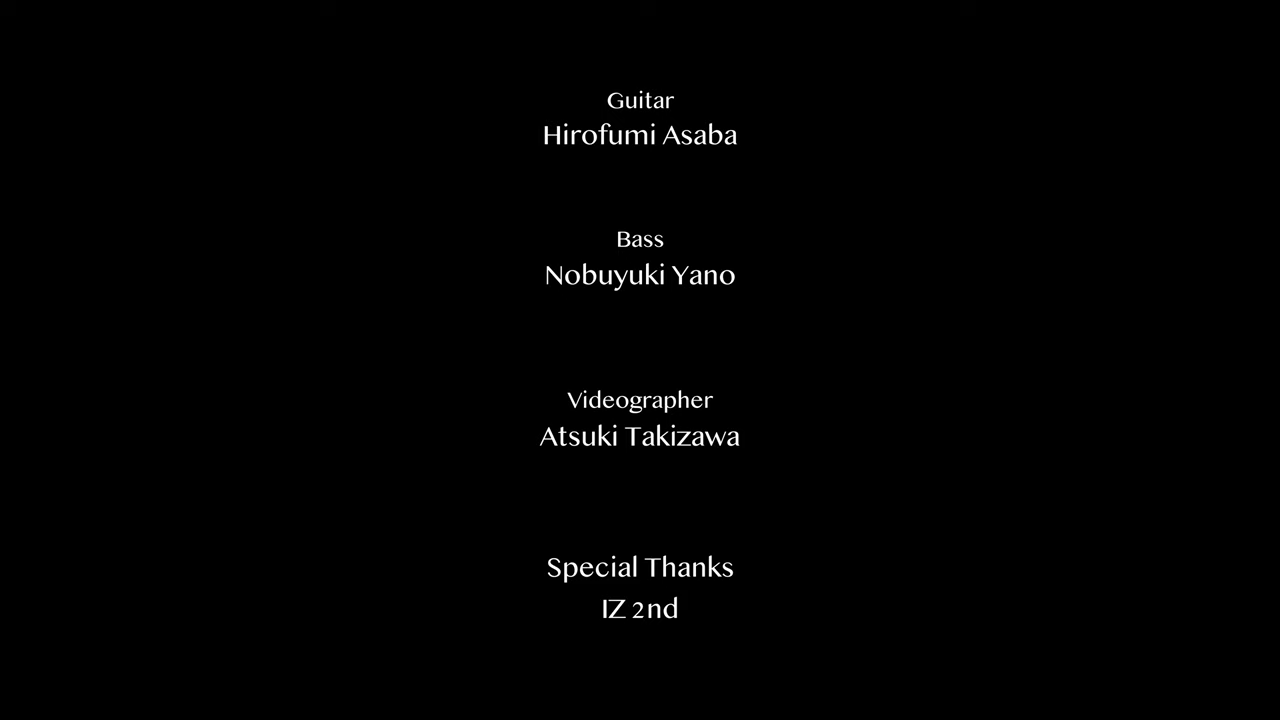 Guitar
Hirofumi Asaba
Bass
Nobuyuki Yano
Videographer
Atsuki Takizawa
Special Thanks
IZ 2nd